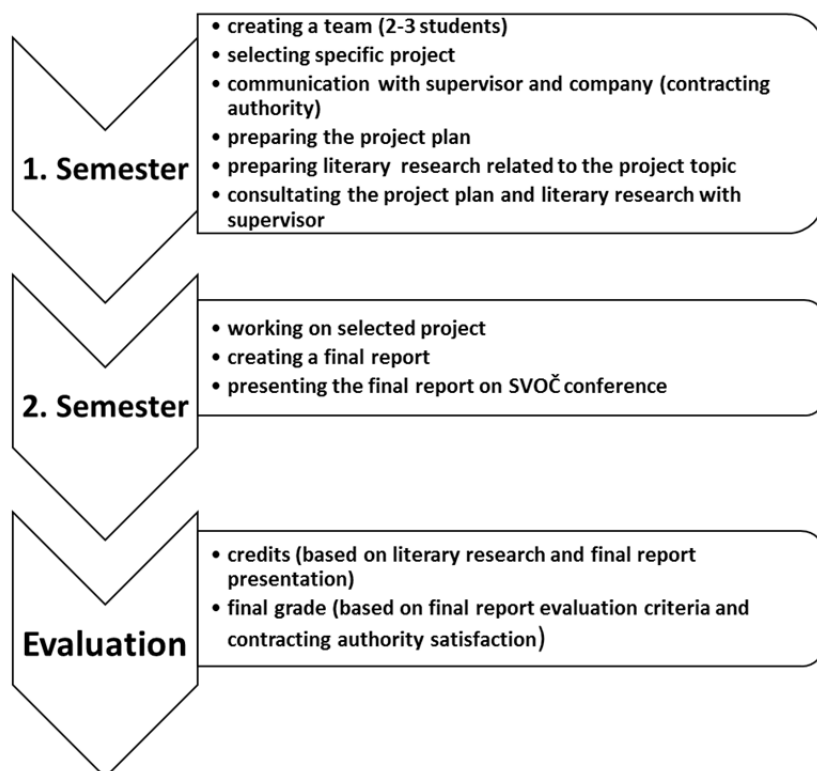 1. Semester
• creating a team (2-3 students)
• selecting specific project
• communication with supervisor and company (contracting
authority)
• preparing the project plan
• preparing literary research related to the project topic
• consultating the project plan and literary research with
supervisor
2. Semester
• working on selected project
• creating a final report
• presenting the final report on SVOČ conference
Evaluation
• credits (based on literary research and final report
presentation)
• final grade (based on final report evaluation criteria and
contracting authority satisfaction)